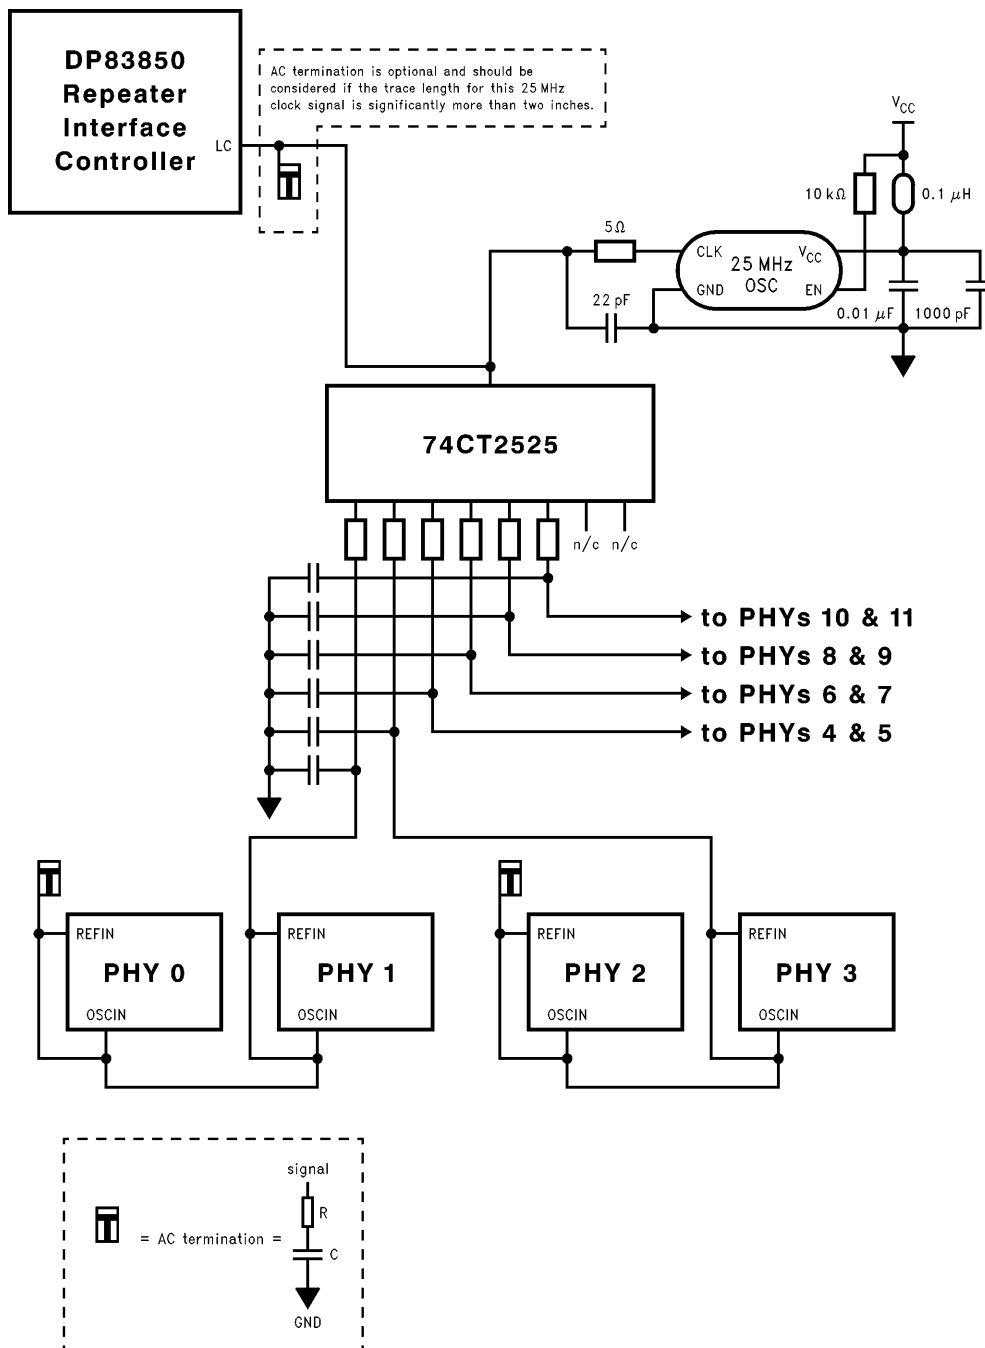 DP83850
Repeater
Interface
Controller
LC
AC termination is optional and should be
considered if the trace length for this 25 MHz
clock signal is significantly more than two inches.
VCC
10 kΩ
0.1 μH
5Ω
CLK
VCC
25 MHz
OSC
GND
EN
22 pF
0.01 μF
1000 pF
74CT2525
n/c n/c
to PHYs 10 & 11
to PHYs 8 & 9
to PHYs 6 & 7
to PHYs 4 & 5
REFIN
PHY 0
OSCIN
REFIN
PHY 1
OSCIN
REFIN
PHY 2
OSCIN
REFIN
PHY 3
OSCIN
signal
R
T = AC termination =
C
GND